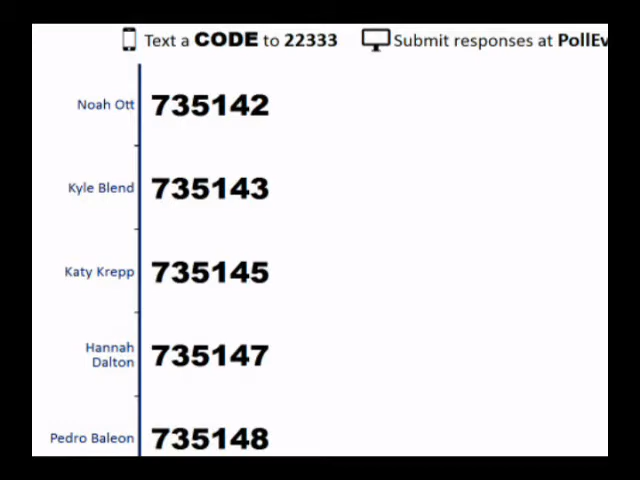 Text a CODE to 22333 Submit responses at PollEv
Noah Ott 735142
Kyle Blend 735143
Katy Krepp 735145
Hannah
Dalton 735147
Pedro Baleon 735148